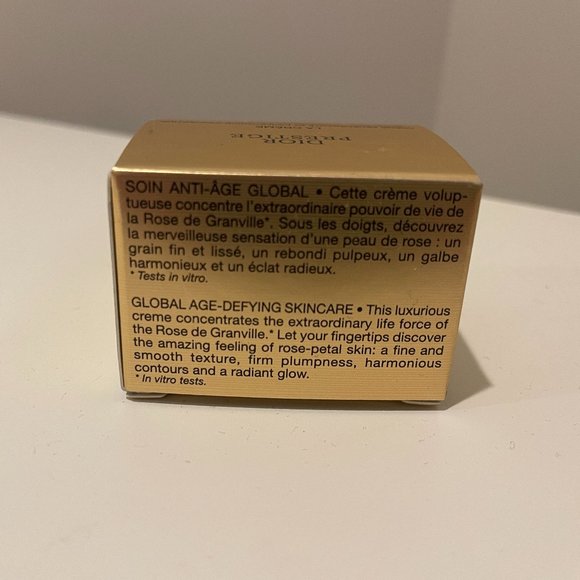 DIOR
PRESTIGE
LA CRÈME
SOIN ANTI-ÂGE GLOBAL • Cette crème volup-
tueuse concentre l'extraordinaire pouvoir de vie de
la Rose de Granville*. Sous les doigts, découvrez
la merveilleuse sensation d'une peau de rose : un
grain fin et lissé, un rebondi pulpeux, un galbe
harmonieux et un éclat radieux.
* Tests in vitro.
GLOBAL AGE-DEFYING SKINCARE • This luxurious
creme concentrates the extraordinary life force of
the Rose de Granville.* Let your fingertips discover
the amazing feeling of rose-petal skin: a fine and
smooth texture, firm plumpness, harmonious
contours and a radiant glow.
* In vitro tests.